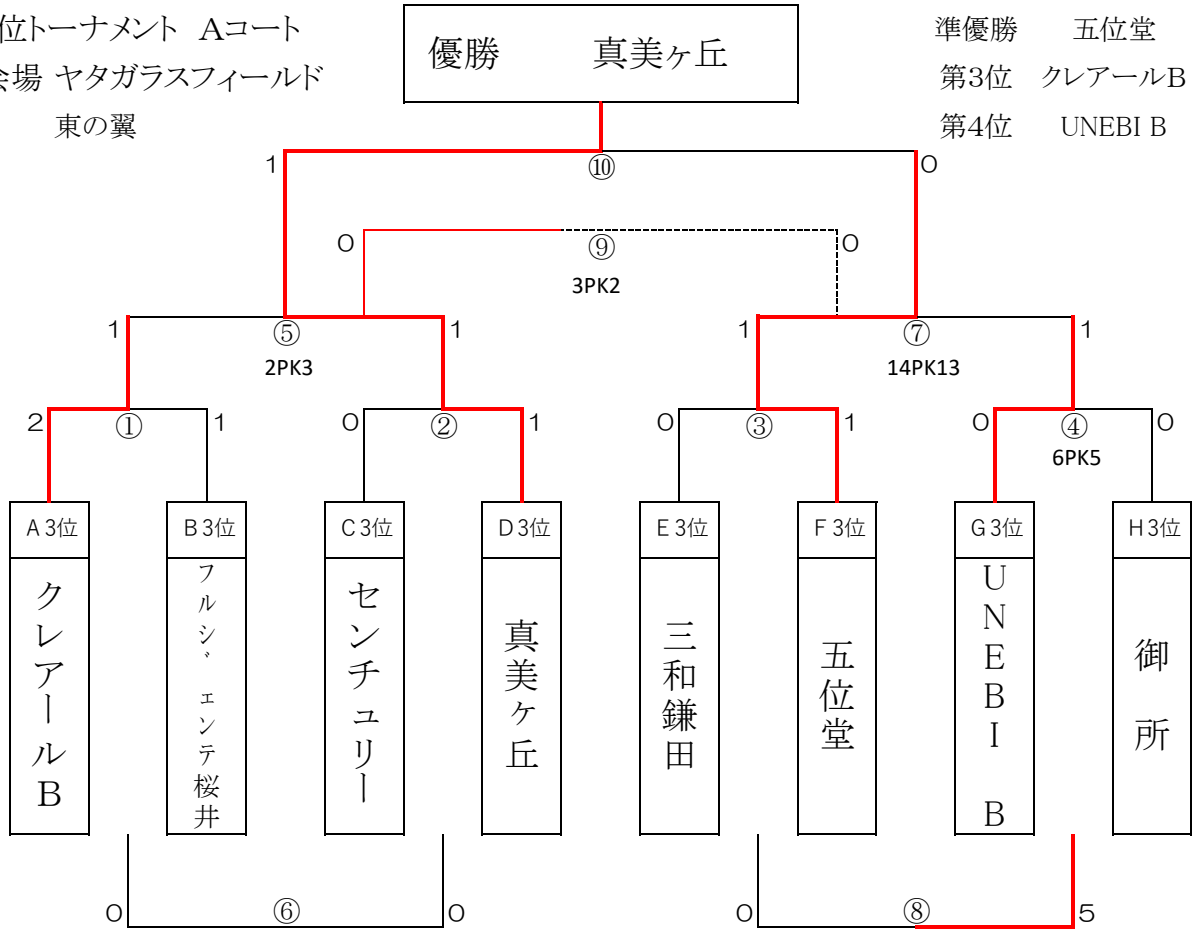 位トーナメント Aコート
会場 ヤタガラスフィールド
東の翼
優勝 真美ヶ丘
準優勝 五位堂
第3位 クレアールB
第4位 UNEBI B
1 ⑩ 0
0 ⑨ 0
3PK2
1 ⑤ 1
2PK3
1 ⑦ 1
14PK13
2 ① 1
0 ② 1
0 ③ 1
0 ④ 0
6PK5
A3位 B3位 C3位 D3位 E3位 F3位 G3位 H3位
クレアールB
フルジェンテ桜井
センチュリー
真美ヶ丘
三和鎌田
五位堂
UNEBI B
御所
0 ⑥ 0
0 ⑧ 5